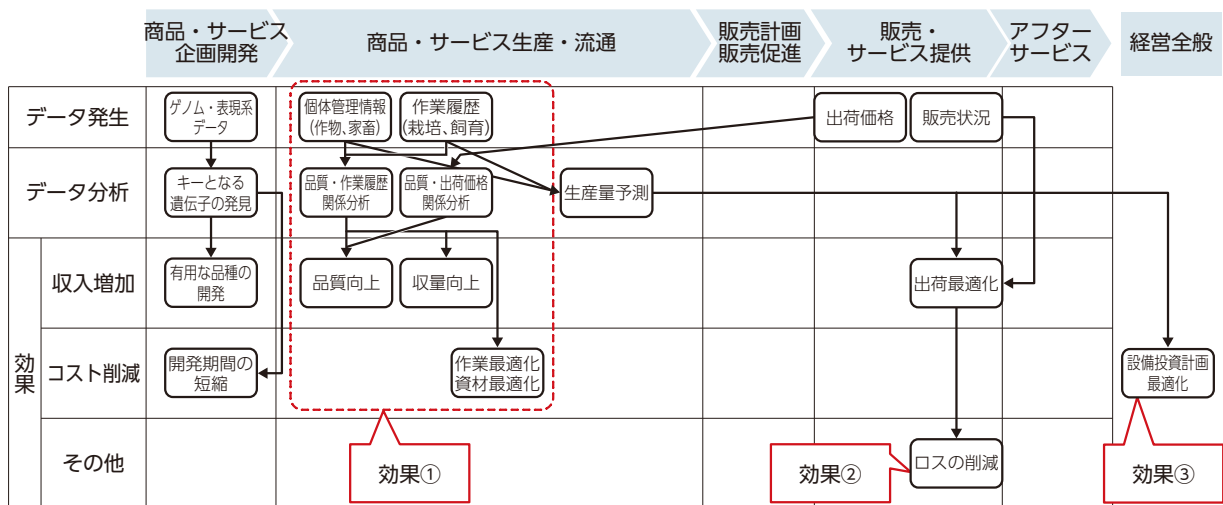 商品・サービス
企画開発
商品・サービス生産・流通
販売計画
販売促進
販売・
サービス提供
アフター
サービス
経営全般
データ発生
ゲノム・表現系
データ
個体管理情報
(作物、家畜)
作業履歴
(栽培、飼育)
出荷価格
販売状況
データ分析
キーとなる
遺伝子の発見
品質・作業履歴
関係分析
品質・出荷価格
関係分析
生産量予測
効果
収入増加
有用な品種の
開発
品質向上
収量向上
出荷最適化
コスト削減
開発期間の
短縮
作業最適化
資材最適化
設備投資計画
最適化
その他
効果①
効果②
ロスの削減
効果③